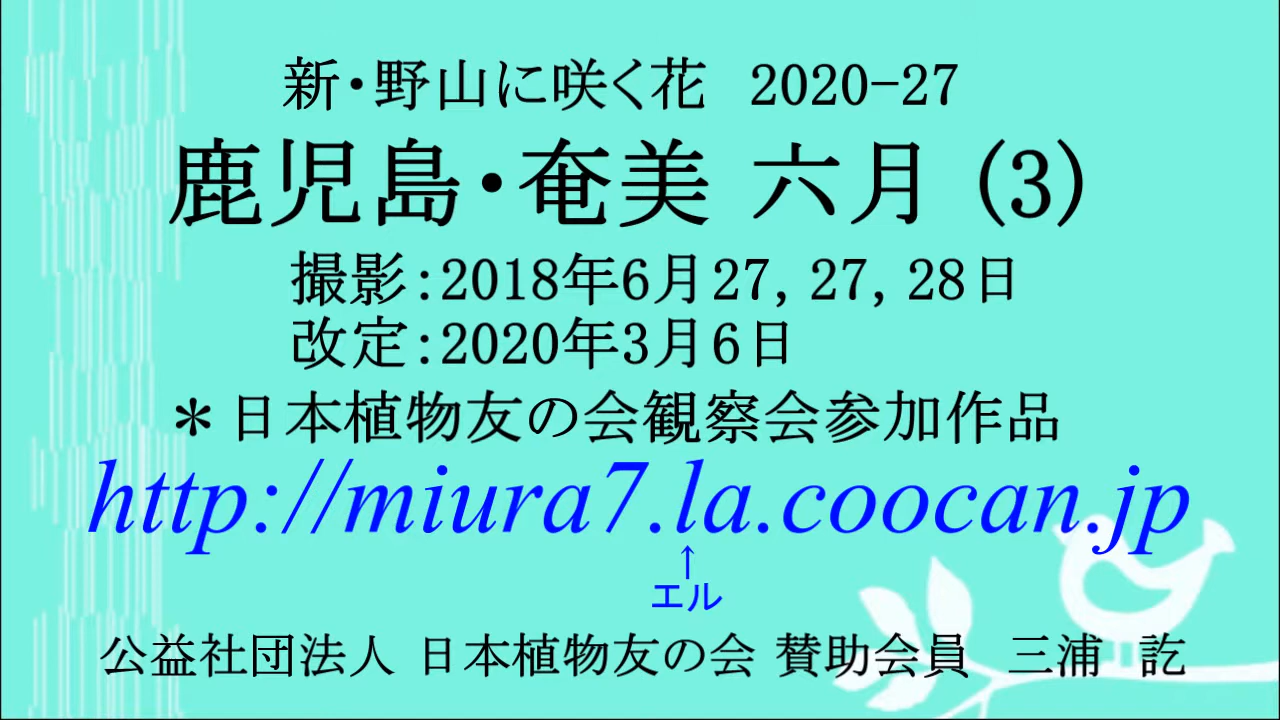 新・野山に咲く花 2020-27
鹿児島・奄美 六月 (3)
撮影:2018年6月27, 27, 28日
改定:2020年3月6日
＊日本植物友の会観察会参加作品
http://miura7.la.coocan.jp
↑
エル
公益社団法人 日本植物友の会 賛助会員 三浦 訖